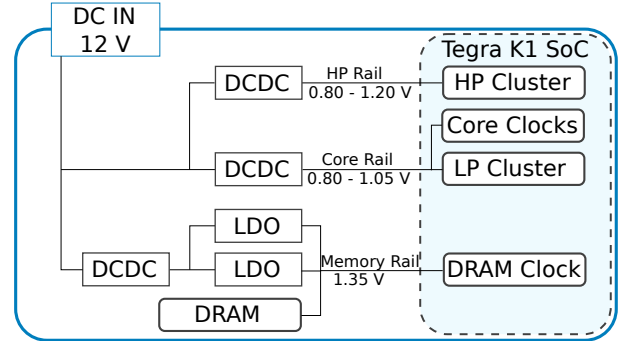 DC IN
12 V
Tegra K1 SoC
DCDC
HP Rail
0.80 - 1.20 V
HP Cluster
Core Clocks
DCDC
Core Rail
0.80 - 1.05 V
LP Cluster
LDO
DCDC
LDO
Memory Rail
1.35 V
DRAM Clock
DRAM